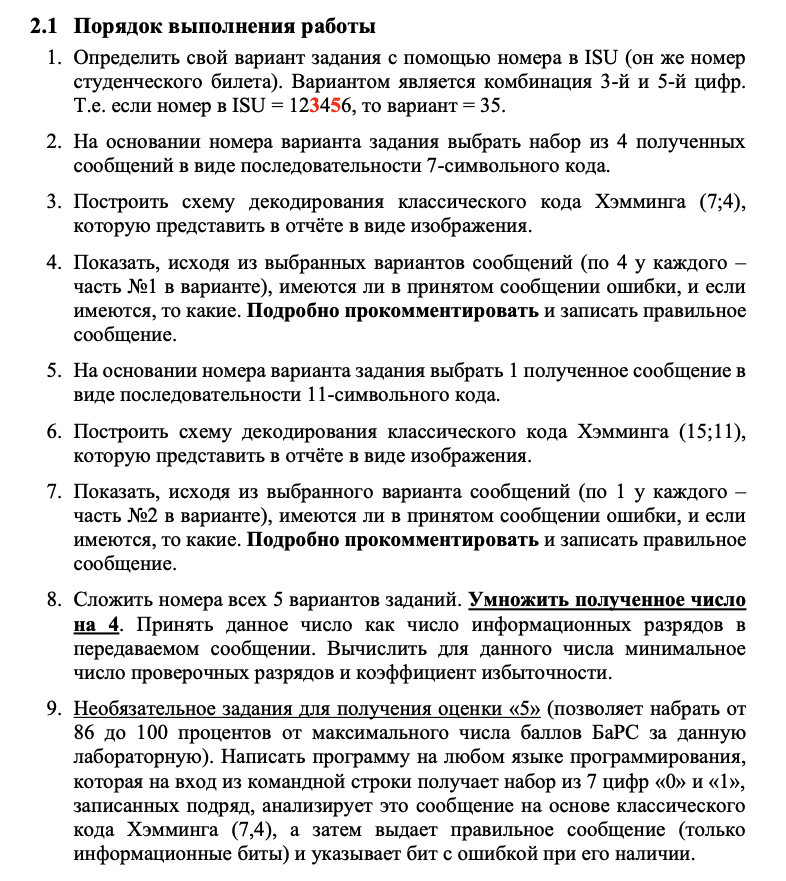 2.1 Порядок выполнения работы
1. Определить свой вариант задания с помощью номера в ISU (он же номер
студенческого билета). Вариантом является комбинация 3-й и 5-й цифр.
Т.е. если номер в ISU = 123456, то вариант = 35.
2. На основании номера варианта задания выбрать набор из 4 полученных
сообщений в виде последовательности 7-символьного кода.
3. Построить схему декодирования классического кода Хэмминга (7;4),
которую представить в отчёте в виде изображения.
4. Показать, исходя из выбранных вариантов сообщений (по 4 у каждого –
часть №1 в варианте), имеются ли в принятом сообщении ошибки, и если
имеются, то какие. Подробно прокомментировать и записать правильное
сообщение.
5. На основании номера варианта задания выбрать 1 полученное сообщение в
виде последовательности 11-символьного кода.
6. Построить схему декодирования классического кода Хэмминга (15;11),
которую представить в отчёте в виде изображения.
7. Показать, исходя из выбранного варианта сообщений (по 1 у каждого –
часть №2 в варианте), имеются ли в принятом сообщении ошибки, и если
имеются, то какие. Подробно прокомментировать и записать правильное
сообщение.
8. Сложить номера всех 5 вариантов заданий. Умножить полученное число
на 4. Принять данное число как число информационных разрядов в
передаваемом сообщении. Вычислить для данного числа минимальное
число проверочных разрядов и коэффициент избыточности.
9. Необязательное задания для получения оценки «5» (позволяет набрать от
86 до 100 процентов от максимального числа баллов БаРС за данную
лабораторную). Написать программу на любом языке программирования,
которая на вход из командной строки получает набор из 7 цифр «0» и «1»,
записанных подряд, анализирует это сообщение на основе классического
кода Хэмминга (7,4), а затем выдает правильное сообщение (только
информационные биты) и указывает бит с ошибкой при его наличии.